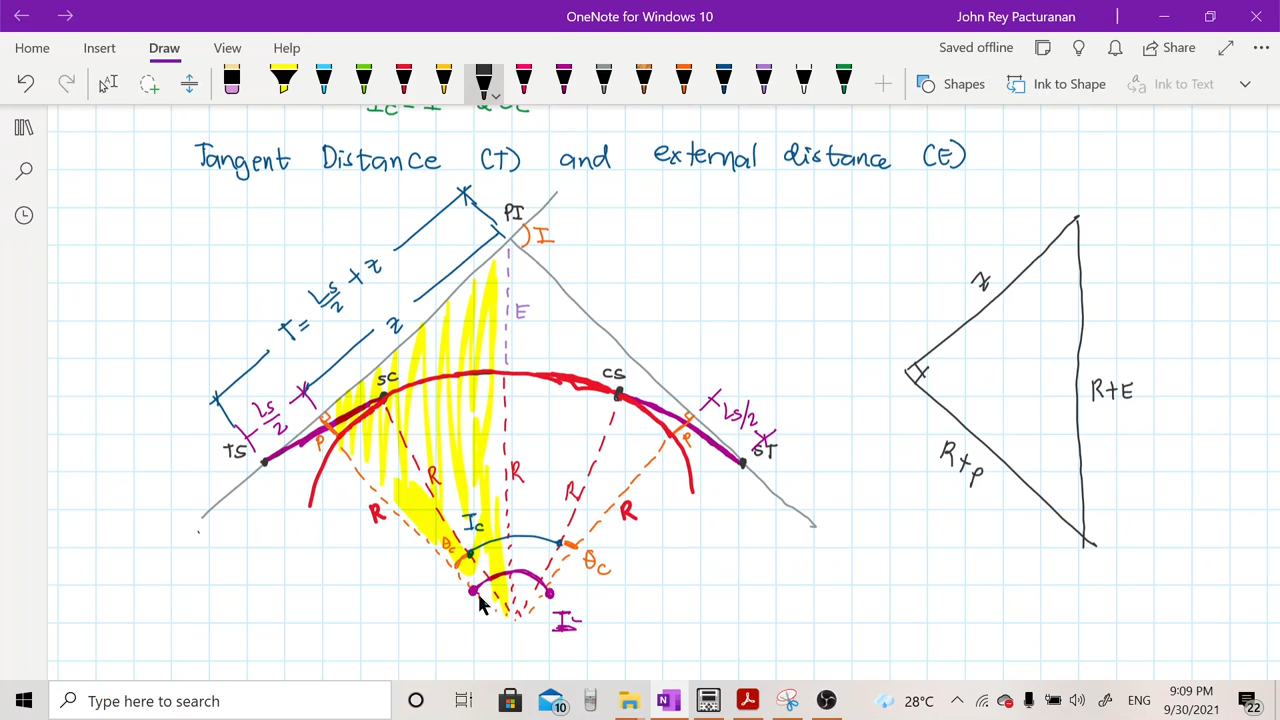 OneNote for Windows 10
John Rey Pacturanan
Home Insert Draw View Help
Saved offline
Share
Shapes
Ink to Shape
Ink to Text
Tangent Distance (T) and external distance (E)
PI
I
T = Ls/2 + z
z
E
z
SC
CS
R+E
Ls/2
Ls/2
TS
P
P
ST
R
R
R
R+P
R
R
Ic
θc
θc
I
Type here to search
10
28°C
ENG
9:09 PM
9/30/2021
22